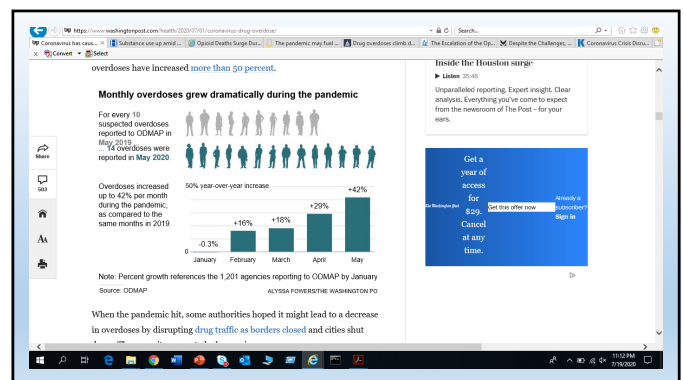 https://www.washingtonpost.com/health/2020/07/01/coronavirus-drug-overdose/
Search...
Coronavirus has caus...
Substance use up amid ...
Opioid Deaths Surge Dur...
The pandemic may fuel ...
Drug overdoses climb d...
The Escalation of the Op...
Despite the Challenges, ...
Coronavirus Crisis Disru...
x Convert Select
overdoses have increased more than 50 percent.
Monthly overdoses grew dramatically during the pandemic
For every 10
suspected overdoses
reported to ODMAP in
May 2019 ...
... 14 overdoses were
reported in May 2020.
Overdoses increased
up to 42% per month
during the pandemic,
as compared to the
same months in 2019.
50% year-over-year increase
+42%
+29%
+16%
+18%
-0.3%
0
January February March April May
Note: Percent growth references the 1,201 agencies reporting to ODMAP by January
Source: ODMAP
ALYSSA FOWERS/THE WASHINGTON PO
When the pandemic hit, some authorities hoped it might lead to a decrease
in overdoses by disrupting drug traffic as borders closed and cities shut
Share
503
AA
Inside the Houston surge
Listen 35:48
Unparalleled reporting. Expert insight. Clear
analysis. Everything you've come to expect
from the newsroom of The Post – for your
ears.
The Washington Post
Get a
year of
access
for
$29.
Cancel
at any
time.
Get this offer now
Already a
subscriber?
Sign in
11:12 PM
7/19/2020